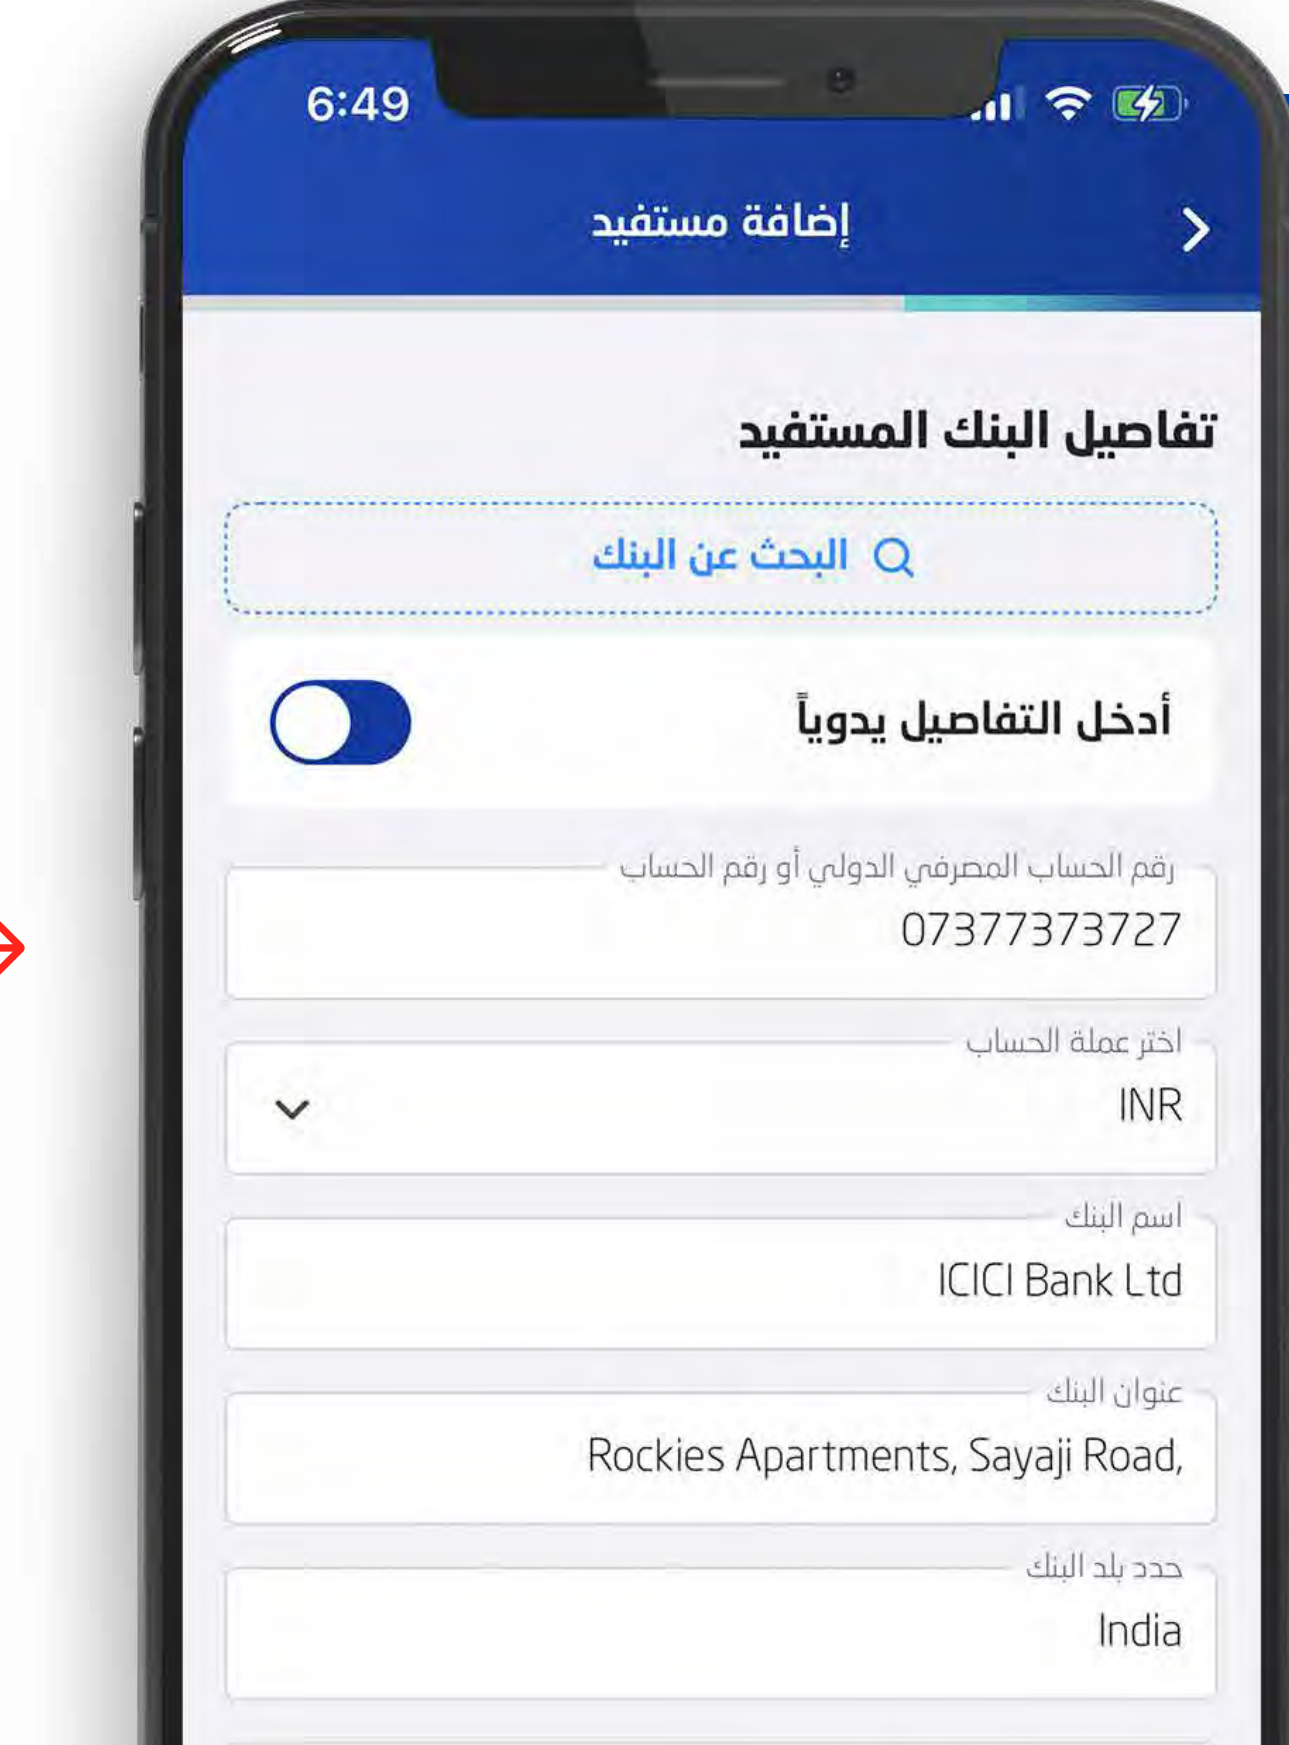 6:49
إضافة مستفيد
تفاصيل البنك المستفيد
البحث عن البنك
أدخل التفاصيل يدوياً
رقم الحساب المصرفي الدولي أو رقم الحساب
07377373727
اختر عملة الحساب
INR
اسم البنك
ICICI Bank Ltd
عنوان البنك
Rockies Apartments, Sayaji Road,
حدد بلد البنك
India